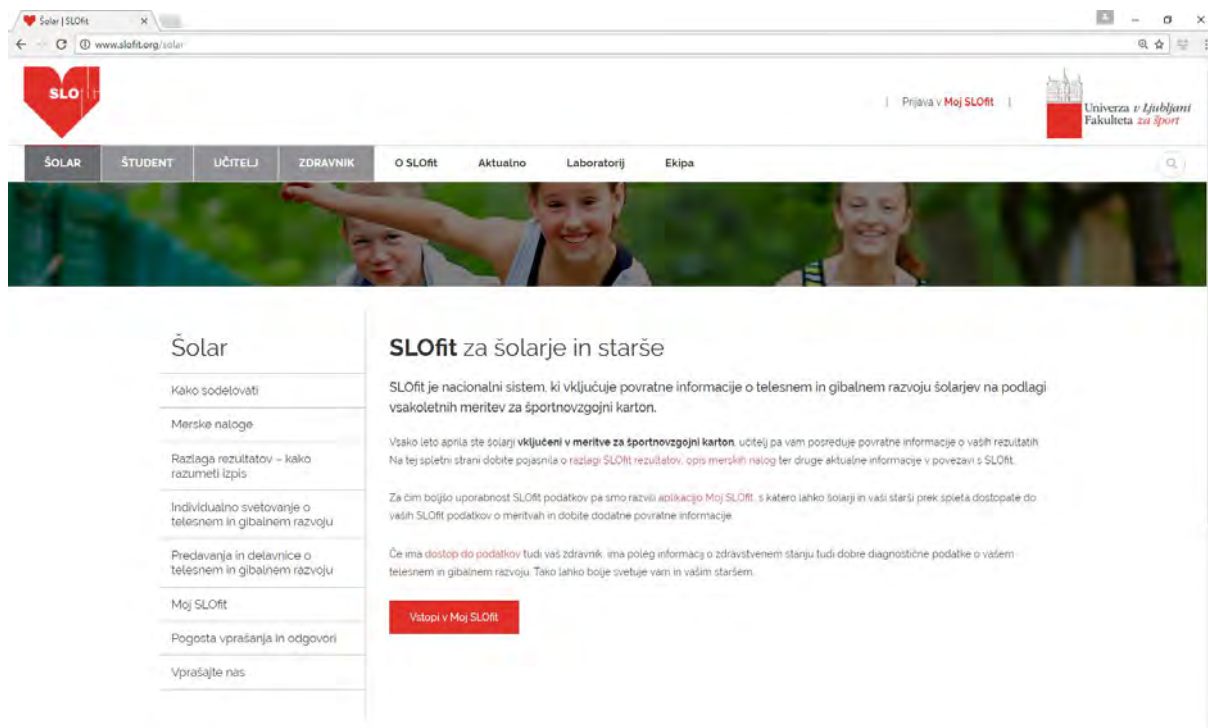 Šolar | SLOfit
www.slofit.org/solar
SLOfit
| Prijava v Moj SLOfit |
Univerza v Ljubljani
Fakulteta za šport
ŠOLAR ŠTUDENT UČITELJ ZDRAVNIK O SLOfit Aktualno Laboratorij Ekipa
Šolar
Kako sodelovati
Merske naloge
Razlaga rezultatov – kako
razumeti izpis
Individualno svetovanje o
telesnem in gibalnem razvoju
Predavanja in delavnice o
telesnem in gibalnem razvoju
Moj SLOfit
Pogosta vprašanja in odgovori
Vprašajte nas
SLOfit za šolarje in starše
SLOfit je nacionalni sistem, ki vključuje povratne informacije o telesnem in gibalnem razvoju šolarjev na podlagi
vsakoletnih meritev za športnovzgojni karton.
Vsako leto aprila ste šolarji vključeni v meritve za športnovzgojni karton, učitelj pa vam posreduje povratne informacije o vaših rezultatih.
Na tej spletni strani dobite pojasnila o razlagi SLOfit rezultatov, opis merskih nalog ter druge aktualne informacije v povezavi s SLOfit.
Za čim boljšo uporabnost SLOfit podatkov pa smo razvili aplikacijo Moj SLOfit, s katero lahko šolarji in vaši starši prek spleta dostopate do
vaših SLOfit podatkov o meritvah in dobite dodatne povratne informacije.
Če ima dostop do podatkov tudi vaš zdravnik, ima poleg informacij o zdravstvenem stanju tudi dobre diagnostične podatke o vašem
telesnem in gibalnem razvoju. Tako lahko bolje svetuje vam in vašim staršem.
Vstopi v Moj SLOfit